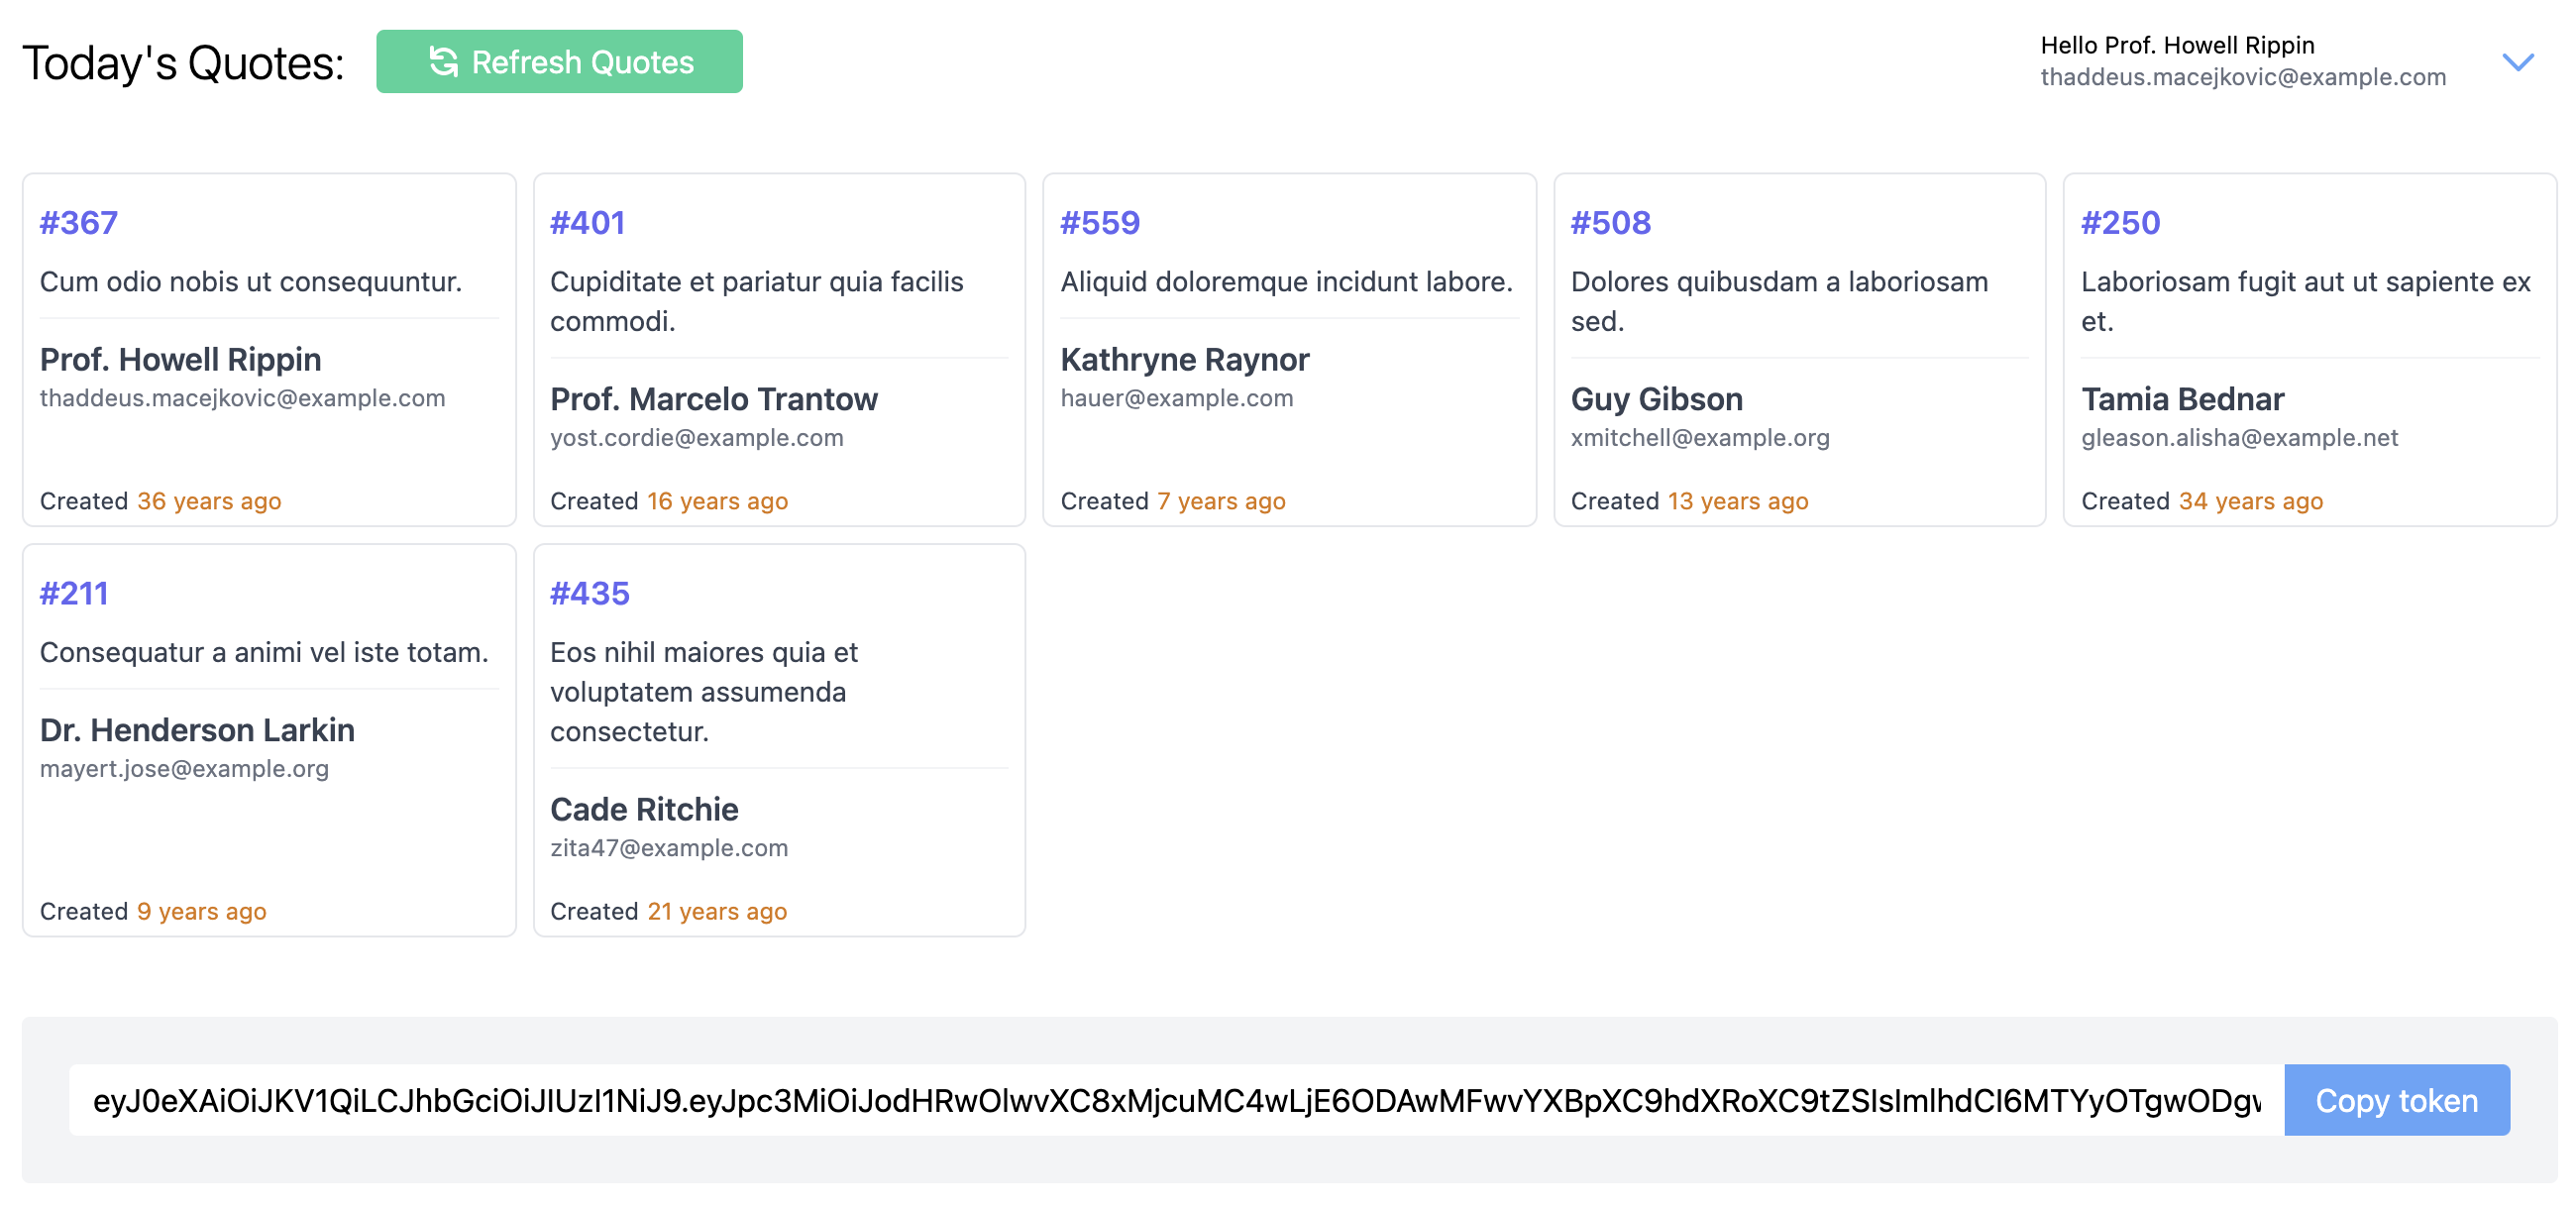 Today's Quotes:
Refresh Quotes
Hello Prof. Howell Rippin
thaddeus.macejkovic@example.com
#367
Cum odio nobis ut consequuntur.
Prof. Howell Rippin
thaddeus.macejkovic@example.com
Created 36 years ago
#401
Cupiditate et pariatur quia facilis
commodi.
Prof. Marcelo Trantow
yost.cordie@example.com
Created 16 years ago
#559
Aliquid doloremque incidunt labore.
Kathryne Raynor
hauer@example.com
Created 7 years ago
#508
Dolores quibusdam a laboriosam
sed.
Guy Gibson
xmitchell@example.org
Created 13 years ago
#250
Laboriosam fugit aut ut sapiente ex
et.
Tamia Bednar
gleason.alisha@example.net
Created 34 years ago
#211
Consequatur a animi vel iste totam.
Dr. Henderson Larkin
mayert.jose@example.org
Created 9 years ago
#435
Eos nihil maiores quia et
voluptatem assumenda
consectetur.
Cade Ritchie
zita47@example.com
Created 21 years ago
eyJ0eXAiOiJKV1QiLCJhbGciOiJIUzI1NiJ9.eyJpc3MiOiJodHRwOlwvXC8xMjcuMC4wLjE6ODAwMFwvYXBpXC9hdXRoXC9tZSIsImlhdCI6MTYyOTgwODgw
Copy token